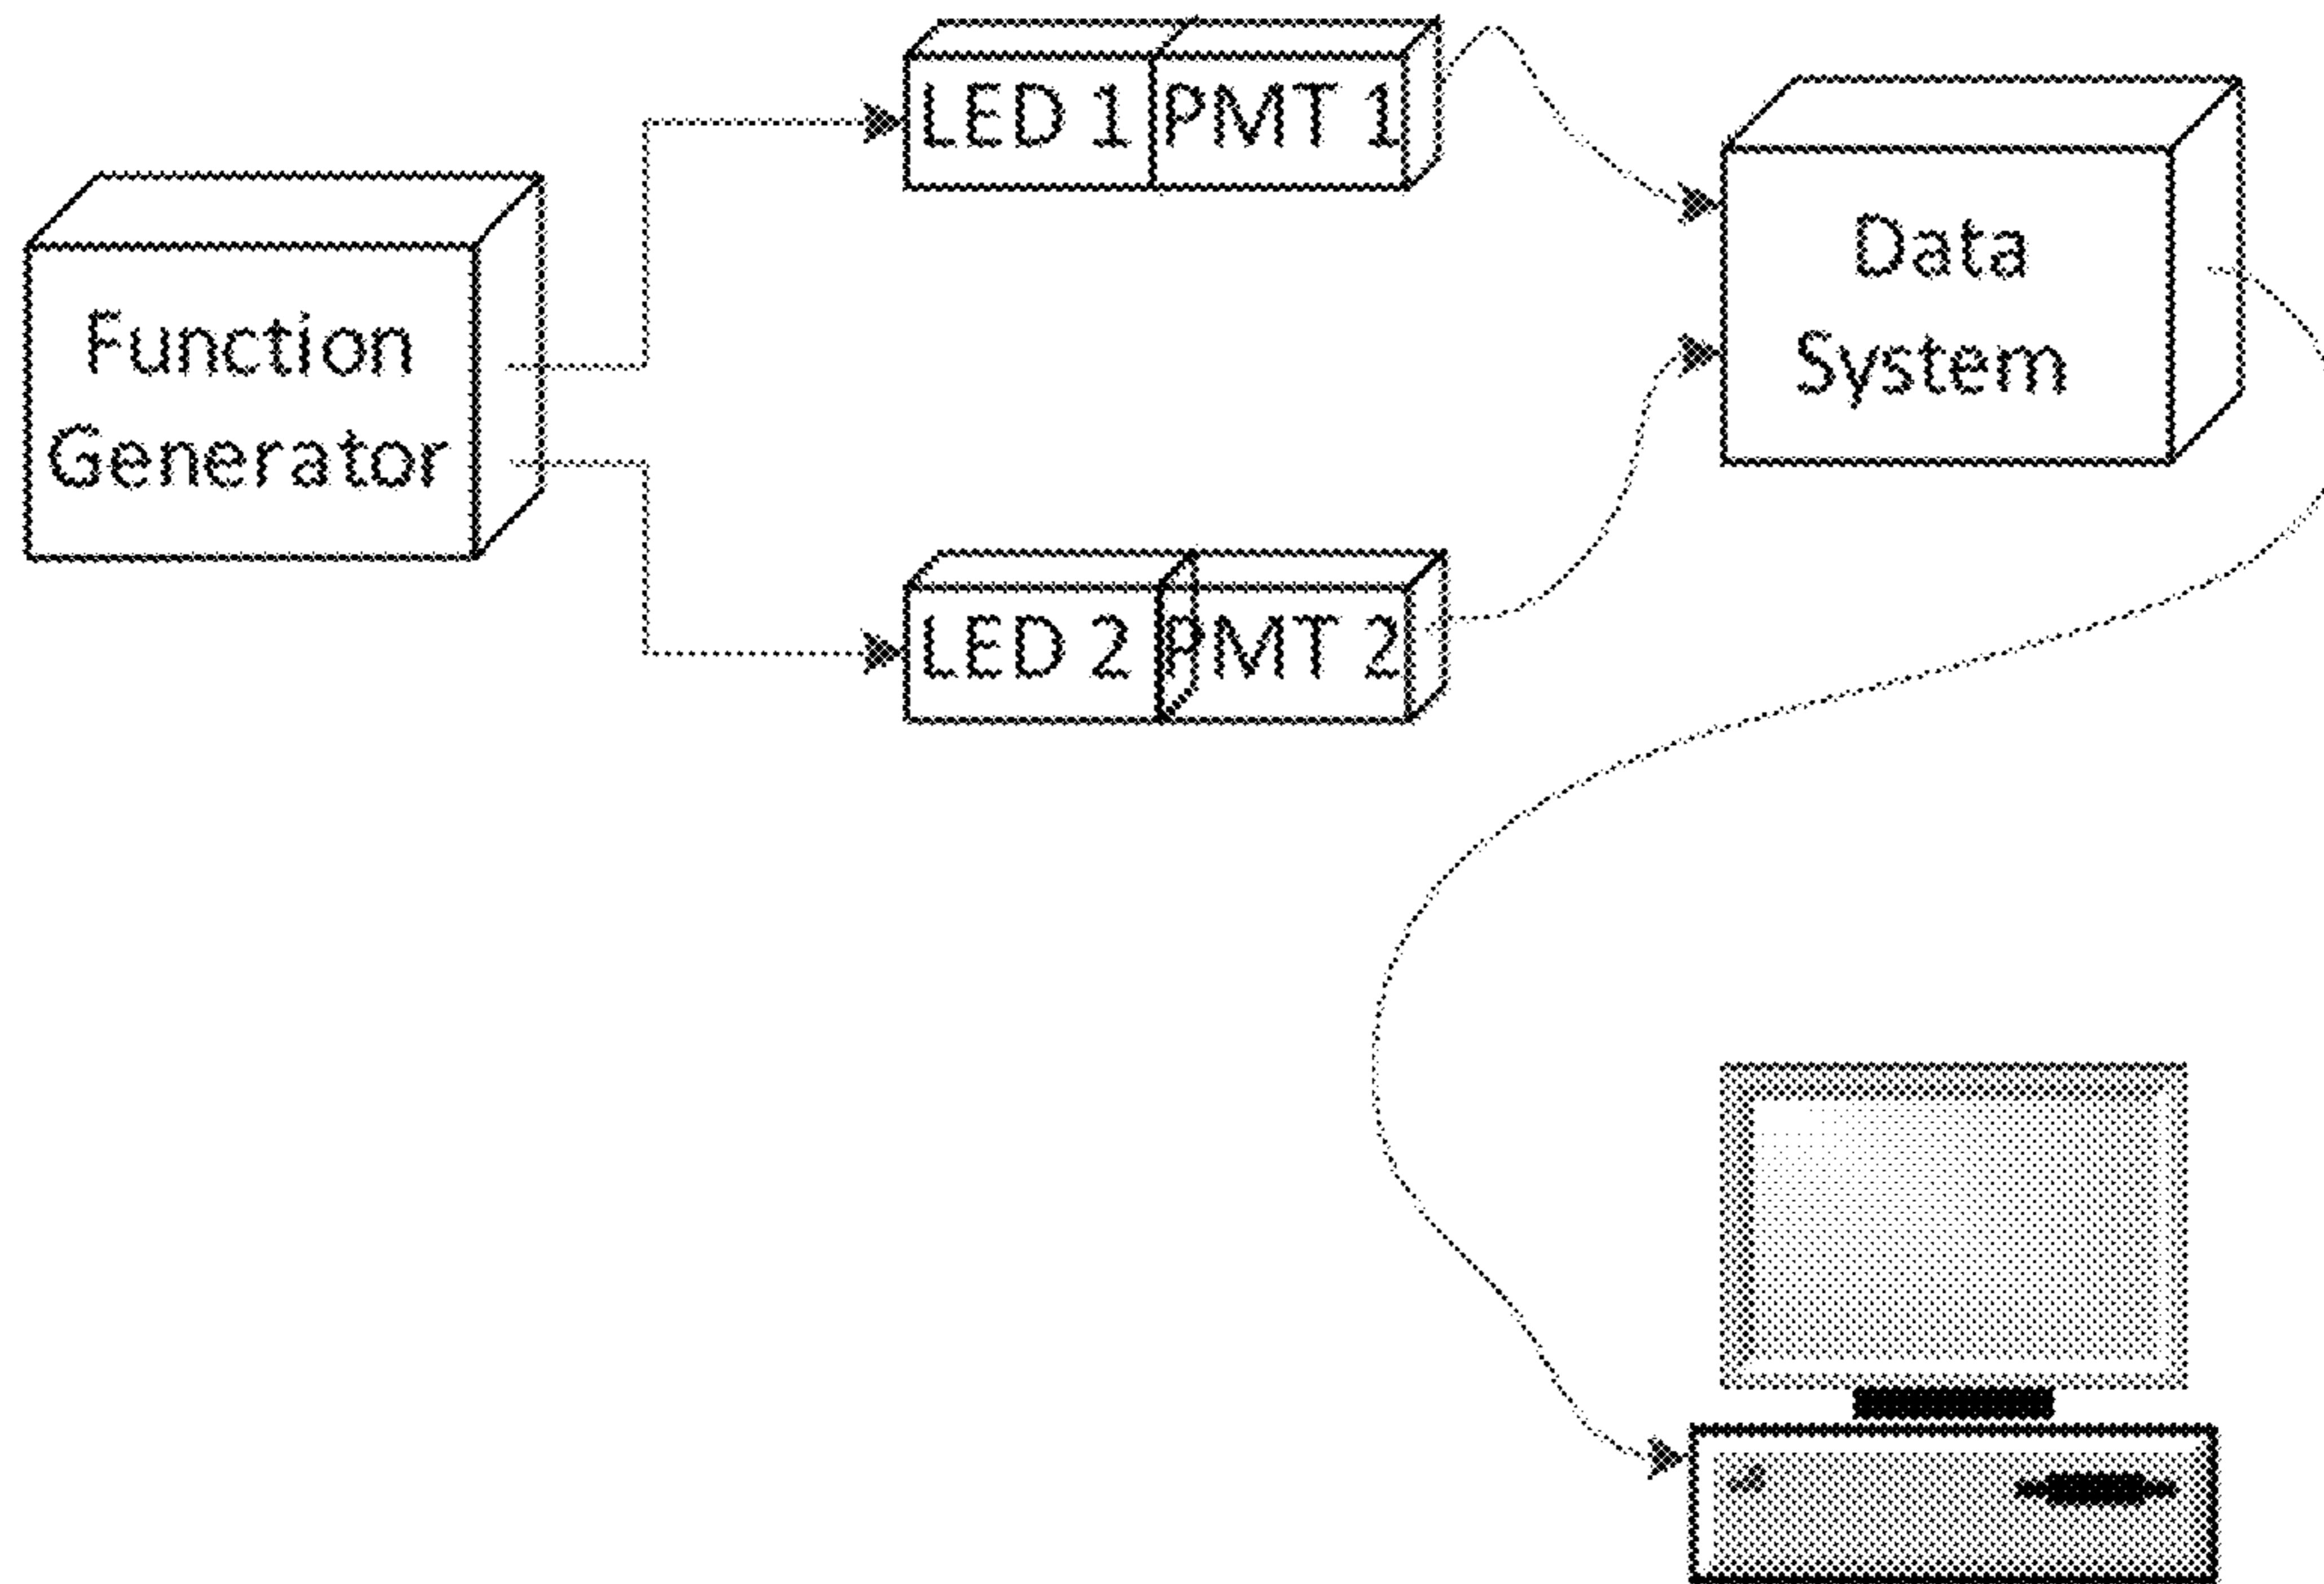 Function
Generator
LED 1
PMT 1
LED 2
PMT 2
Data
System